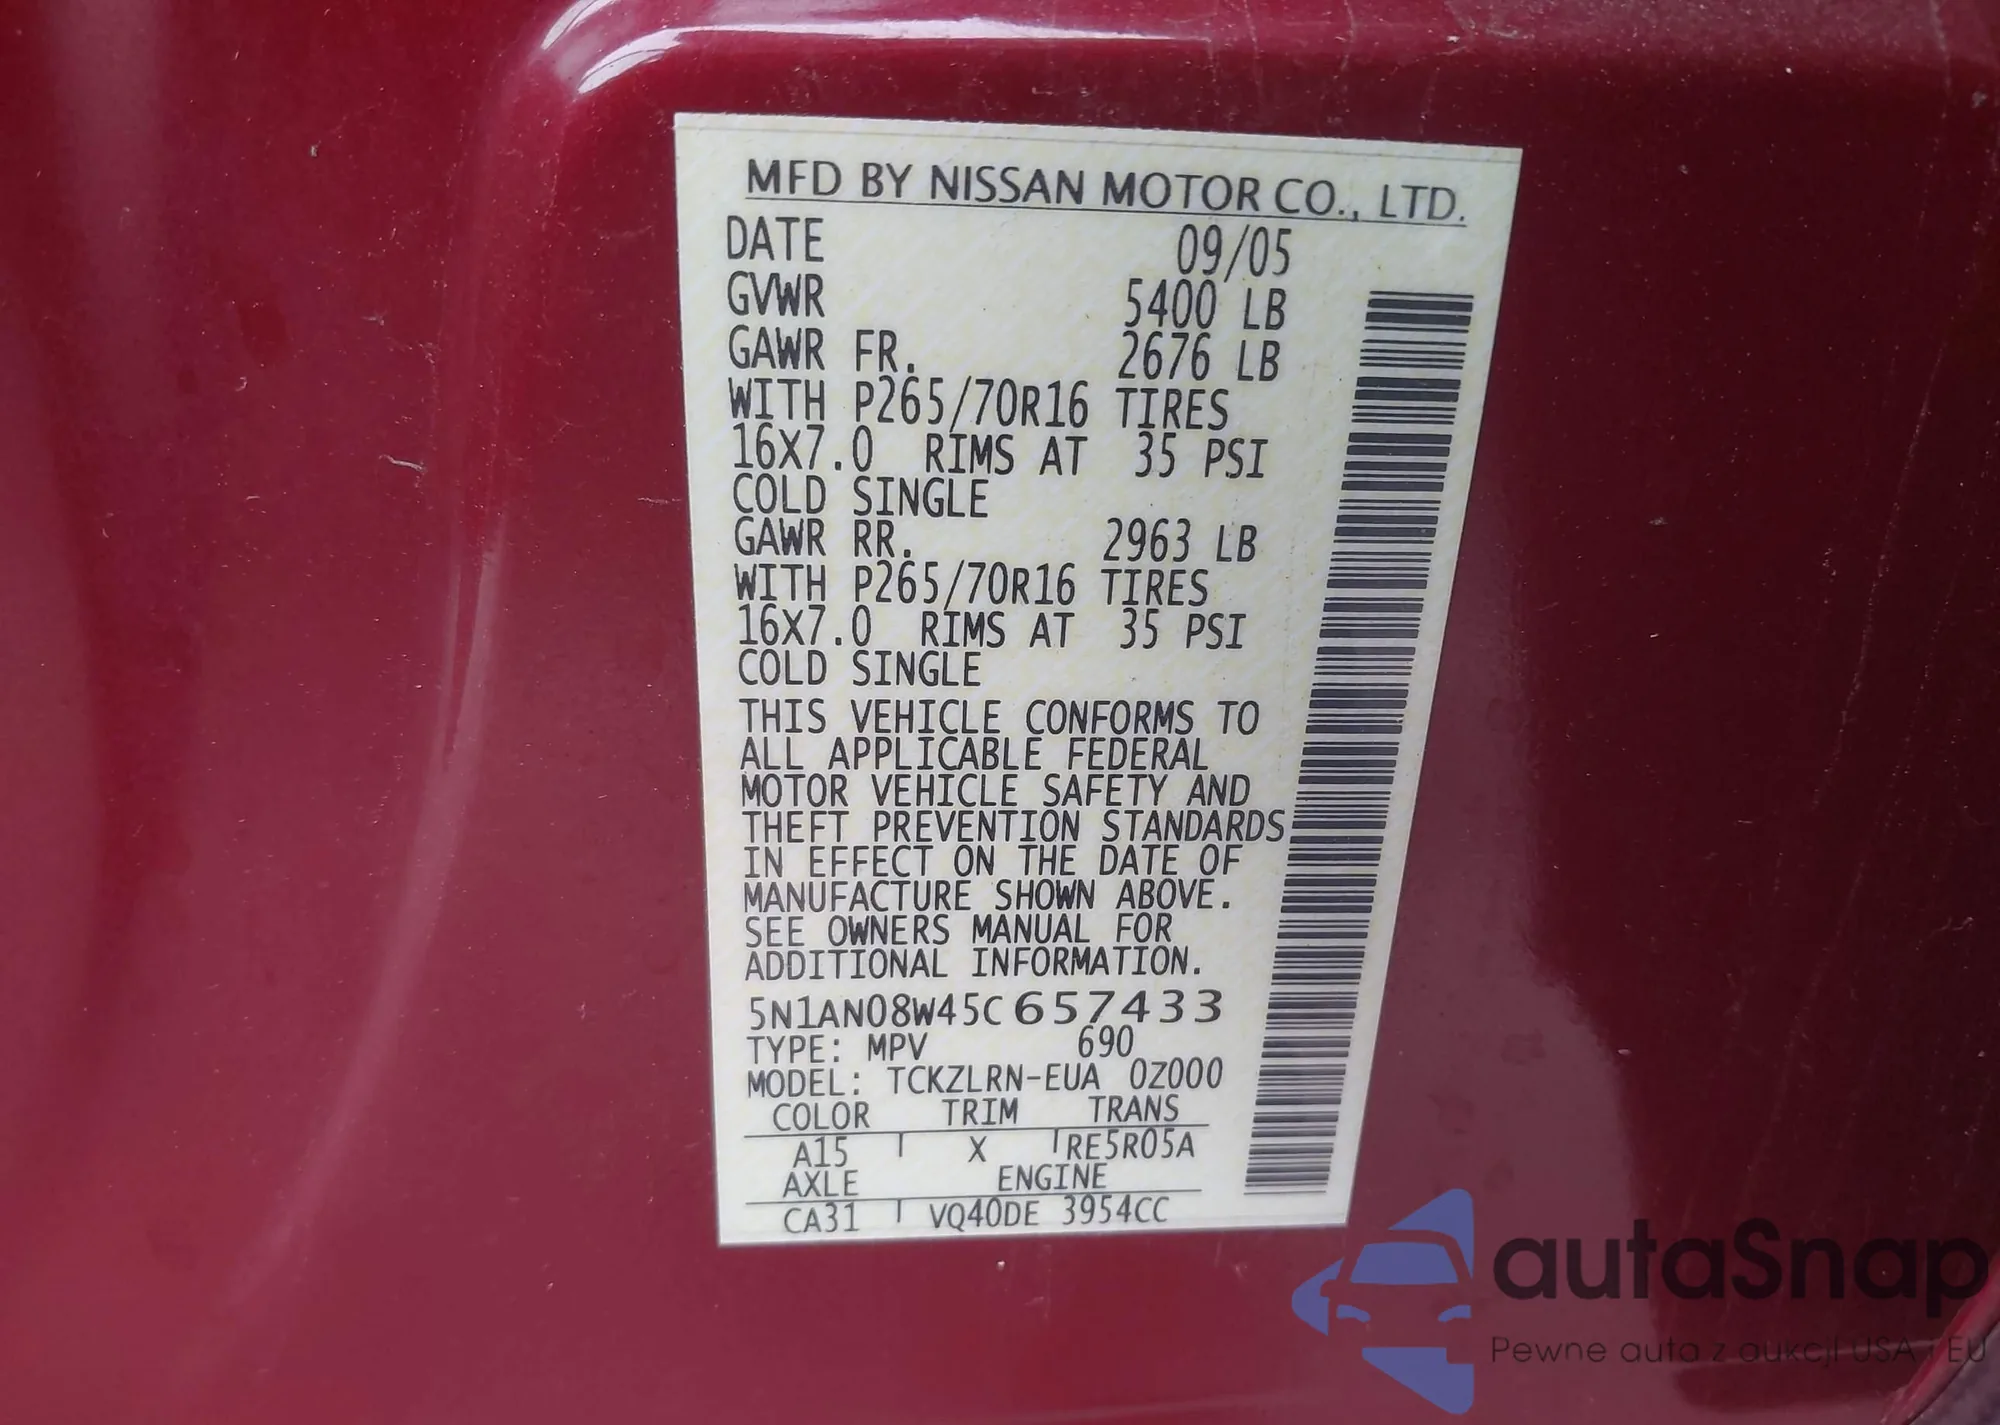 MFD BY NISSAN MOTOR CO., LTD.
DATE 09/05
GVWR 5400 LB
GAWR FR. 2676 LB
WITH P265/70R16 TIRES
16X7.0 RIMS AT 35 PSI
COLD SINGLE
GAWR RR. 2963 LB
WITH P265/70R16 TIRES
16X7.0 RIMS AT 35 PSI
COLD SINGLE
THIS VEHICLE CONFORMS TO
ALL APPLICABLE FEDERAL
MOTOR VEHICLE SAFETY AND
THEFT PREVENTION STANDARDS
IN EFFECT ON THE DATE OF
MANUFACTURE SHOWN ABOVE.
SEE OWNERS MANUAL FOR
ADDITIONAL INFORMATION.
5N1AN08W45C657433
TYPE: MPV 690
MODEL: TCKZLRN-EUA 0Z000
COLOR TRIM TRANS
A15 X RE5R05A
AXLE ENGINE
CA31 VQ40DE 3954CC
autaSnap
Pewne auta z aukcji USA i EU